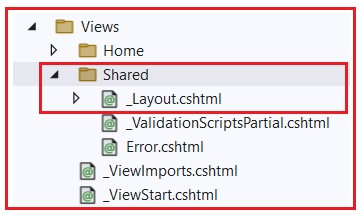 Views
Home
Shared
_Layout.cshtml
_ValidationScriptsPartial.cshtml
Error.cshtml
_ViewImports.cshtml
_ViewStart.cshtml